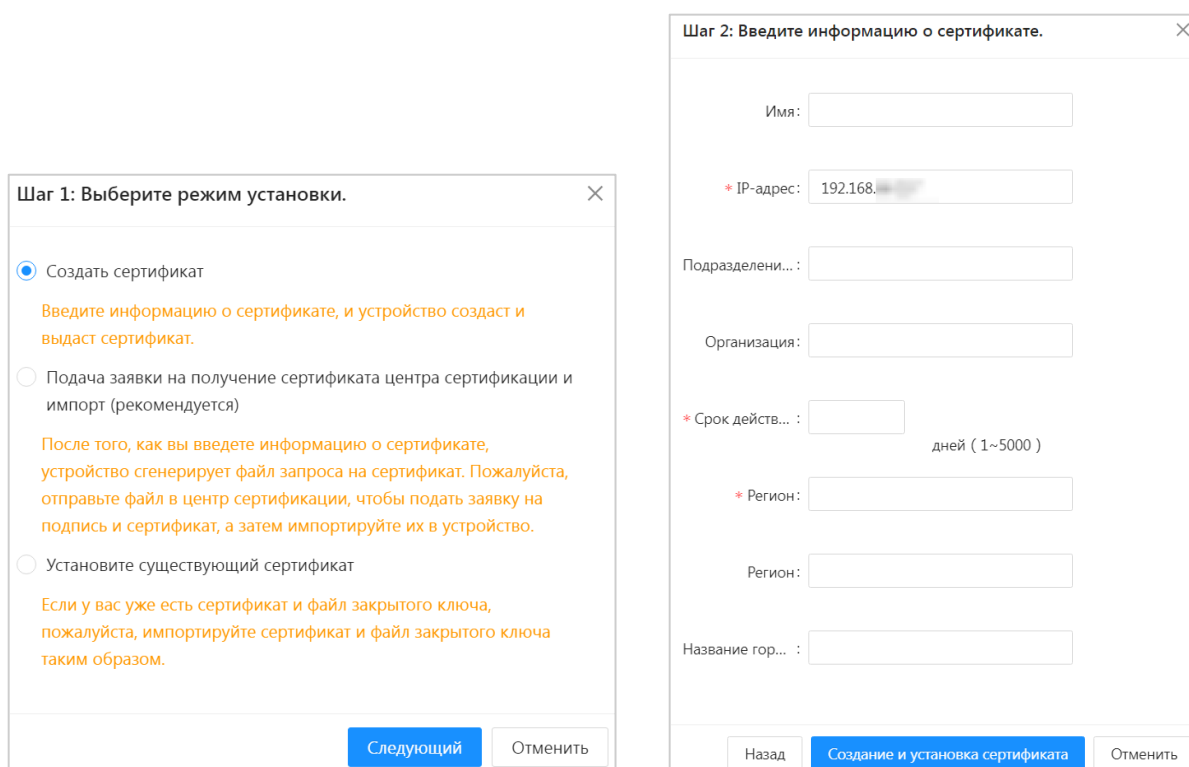 Шаг 1: Выберите режим установки.
Создать сертификат
Введите информацию о сертификате, и устройство создаст и
выдаст сертификат.
Подача заявки на получение сертификата центра сертификации и
импорт (рекомендуется)
После того, как вы введете информацию о сертификате,
устройство сгенерирует файл запроса на сертификат. Пожалуйста,
отправьте файл в центр сертификации, чтобы подать заявку на
подпись и сертификат, а затем импортируйте их в устройство.
Установите существующий сертификат
Если у вас уже есть сертификат и файл закрытого ключа,
пожалуйста, импортируйте сертификат и файл закрытого ключа
таким образом.
Следующий Отменить
Шаг 2: Введите информацию о сертификате.
Имя:
* IP-адрес: 192.168.
Подразделени... :
Организация:
* Срок действ... :
дней ( 1~5000 )
* Регион:
Регион:
Название гор... :
Назад Создание и установка сертификата Отменить